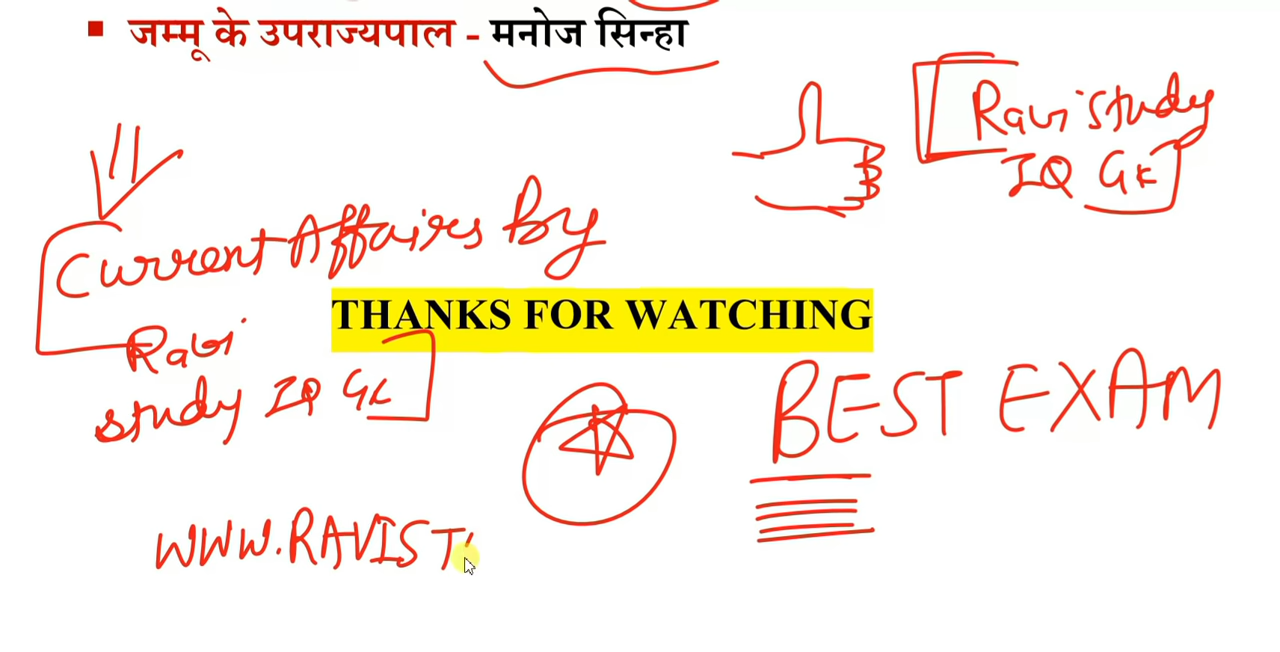 ▪ जम्मू के उपराज्यपाल - मनोज सिन्हा
Ravi Study
IQ GK
Current Affairs By
THANKS FOR WATCHING
Ravi
study IQ GK
BEST EXAM
WWW.RAVIST